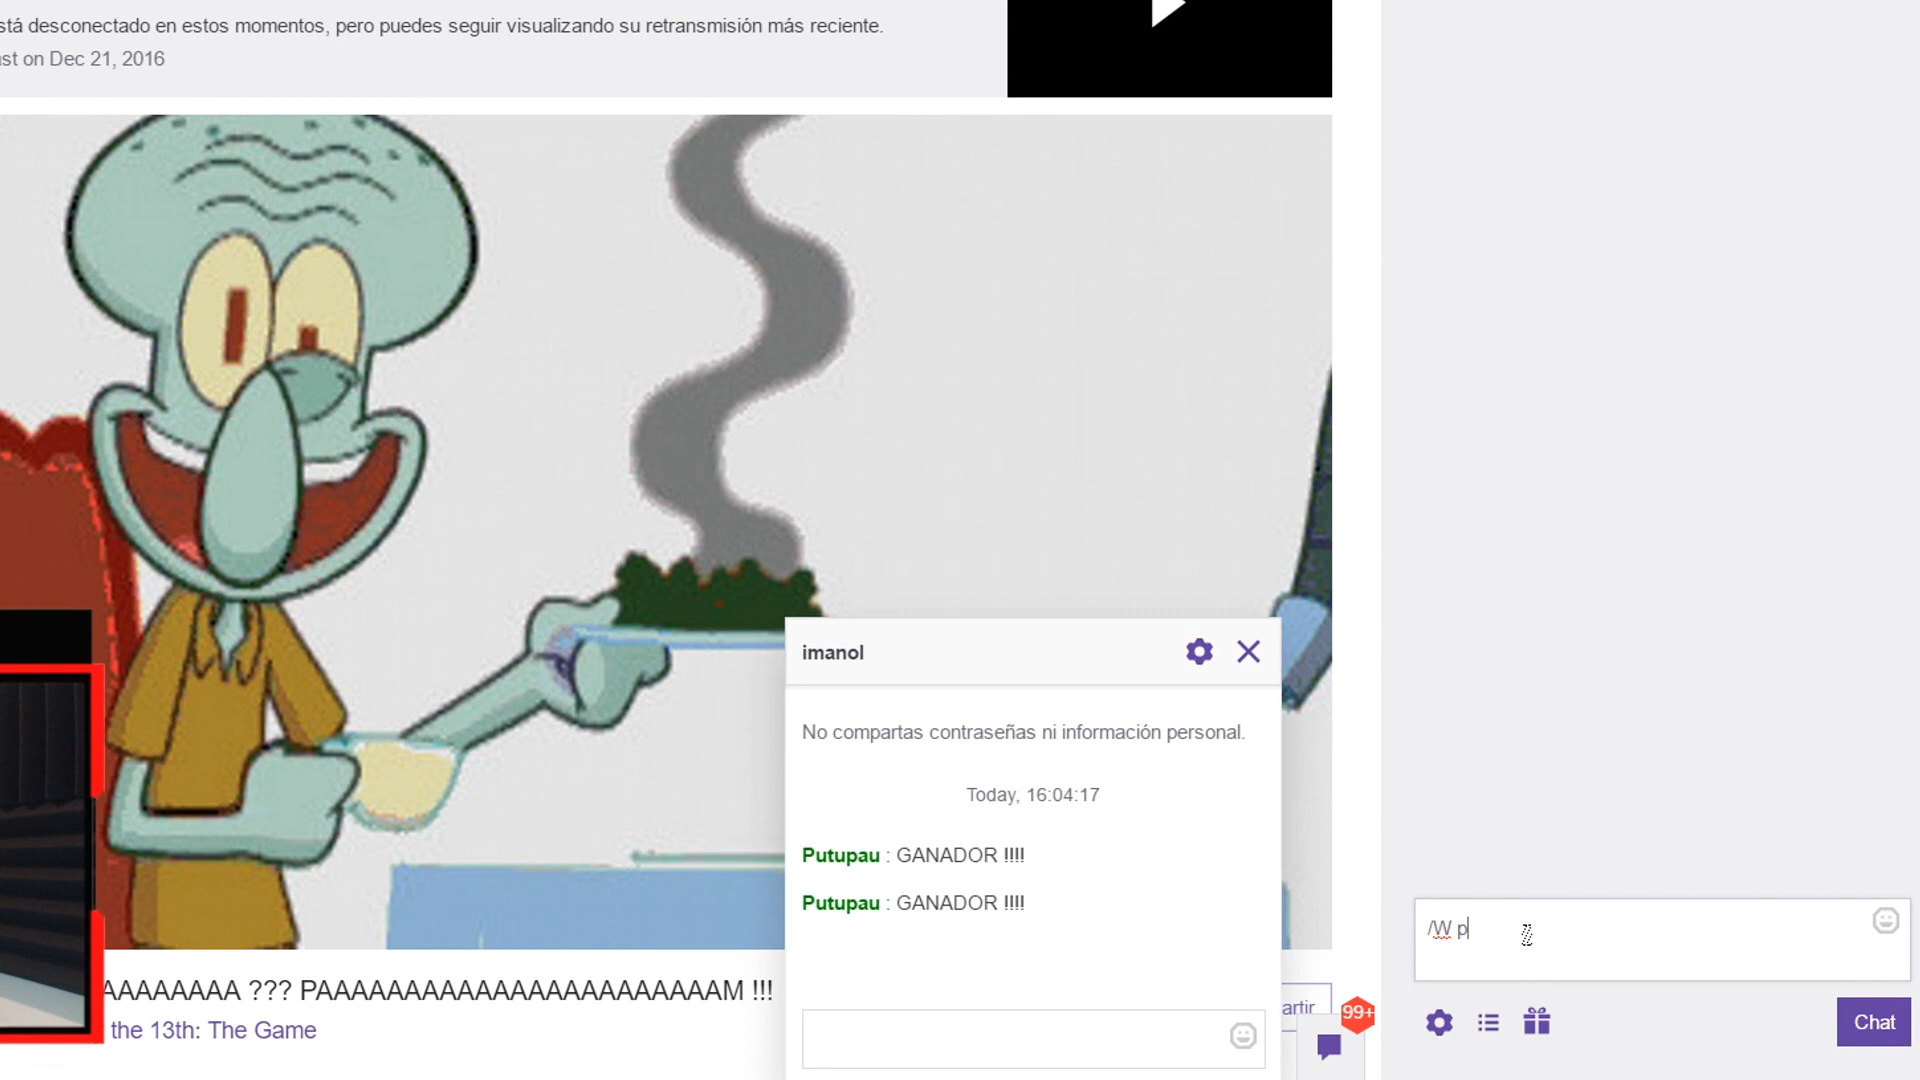 stá desconectado en estos momentos, pero puedes seguir visualizando su retransmisión más reciente.
st on Dec 21, 2016
imanol
No compartas contraseñas ni información personal.
Today, 16:04:17
Putupau : GANADOR !!!!
Putupau : GANADOR !!!!
/W p
AAAAAAAA ??? PAAAAAAAAAAAAAAAAAAAAAAAM !!!
artir
99+
the 13th: The Game
Chat